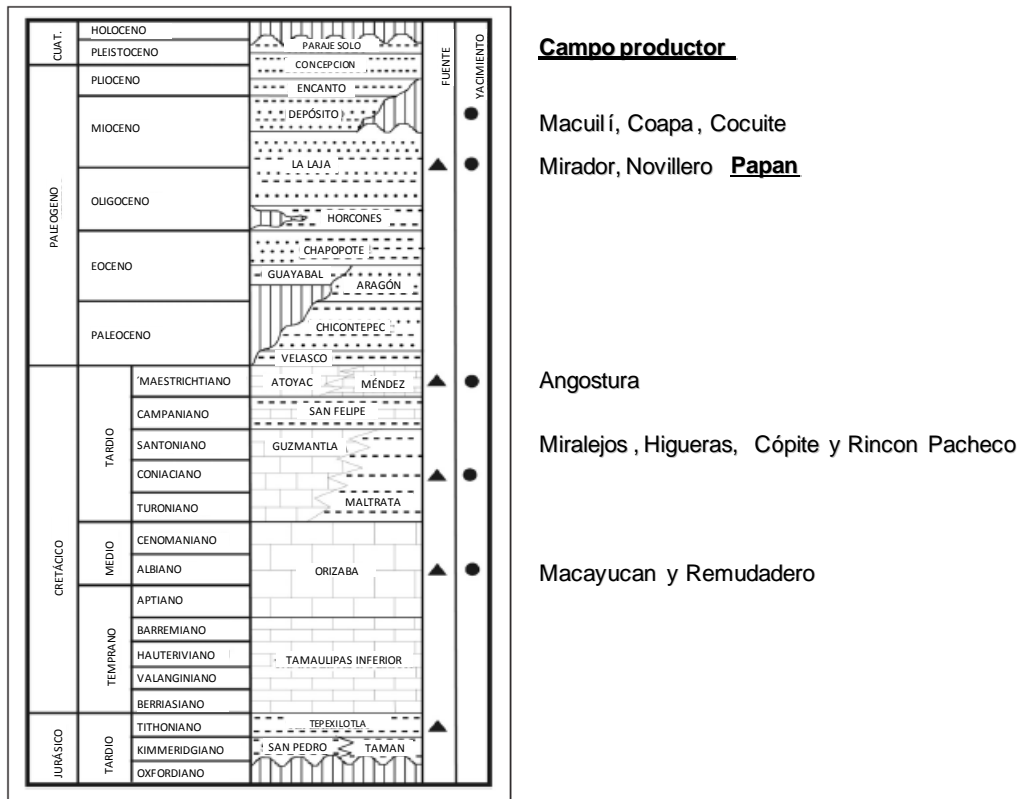 CUAT.
HOLOCENO
PLEISTOCENO
PARAJE SOLO
CONCEPCION
FUENTE
YACIMIENTO
Campo productor
PALEOGENO
PLIOCENO
ENCANTO
MIOCENO
DEPÓSITO
Macuilí, Coapa, Cocuite
LA LAJA
Mirador, Novillero Papan
OLIGOCENO
HORCONES
EOCENO
CHAPOPOTE
GUAYABAL
ARAGÓN
PALEOCENO
CHICONTEPEC
VELASCO
CRETÁCICO
TARDIO
'MAESTRICHTIANO
ATOYAC
MÉNDEZ
Angostura
CAMPANIANO
SAN FELIPE
SANTONIANO
GUZMANTLA
Miralejos, Higueras, Cópite y Rincon Pacheco
CONIACIANO
TURONIANO
MALTRATA
MEDIO
CENOMANIANO
ALBIANO
ORIZABA
Macayucan y Remudadero
TEMPRANO
APTIANO
BARREMIANO
HAUTERIVIANO
TAMAULIPAS INFERIOR
VALANGINIANO
BERRIASIANO
JURÁSICO
TARDIO
TITHONIANO
TEPEXILOTLA
KIMMERIDGIANO
SAN PEDRO
TAMAN
OXFORDIANO